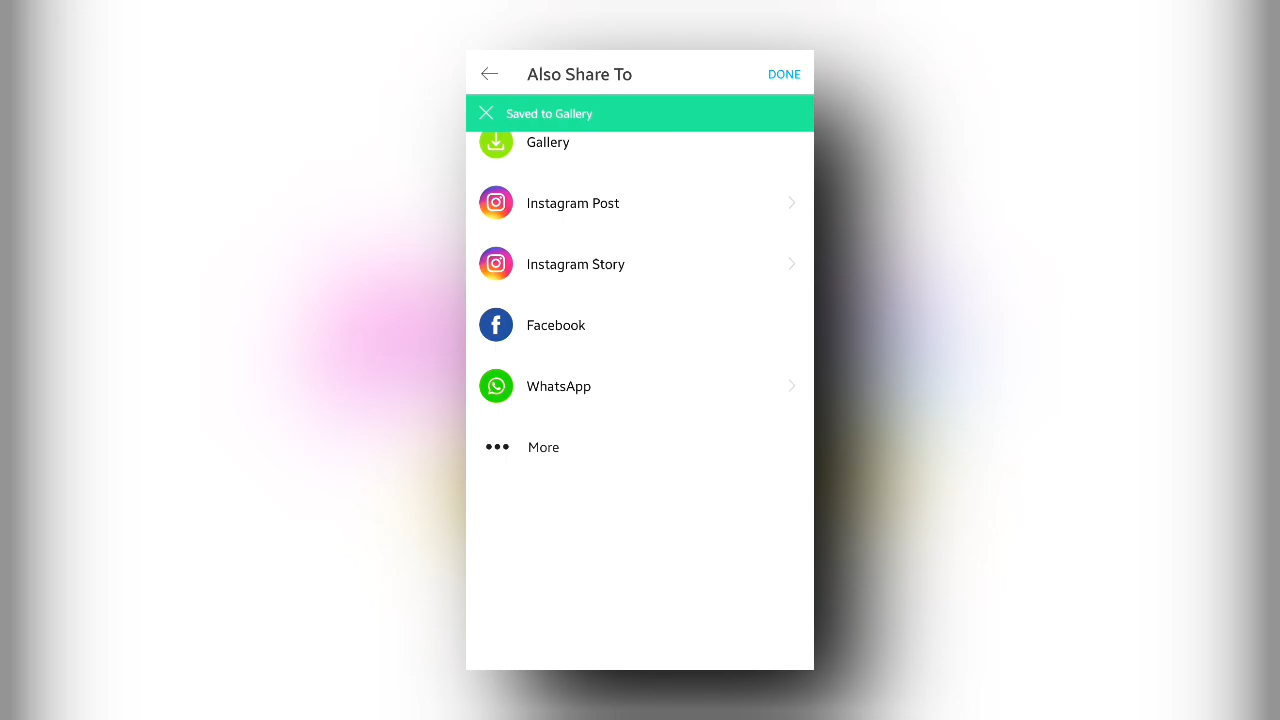 Also Share To
DONE
Saved to Gallery
Gallery
Instagram Post
Instagram Story
Facebook
WhatsApp
More